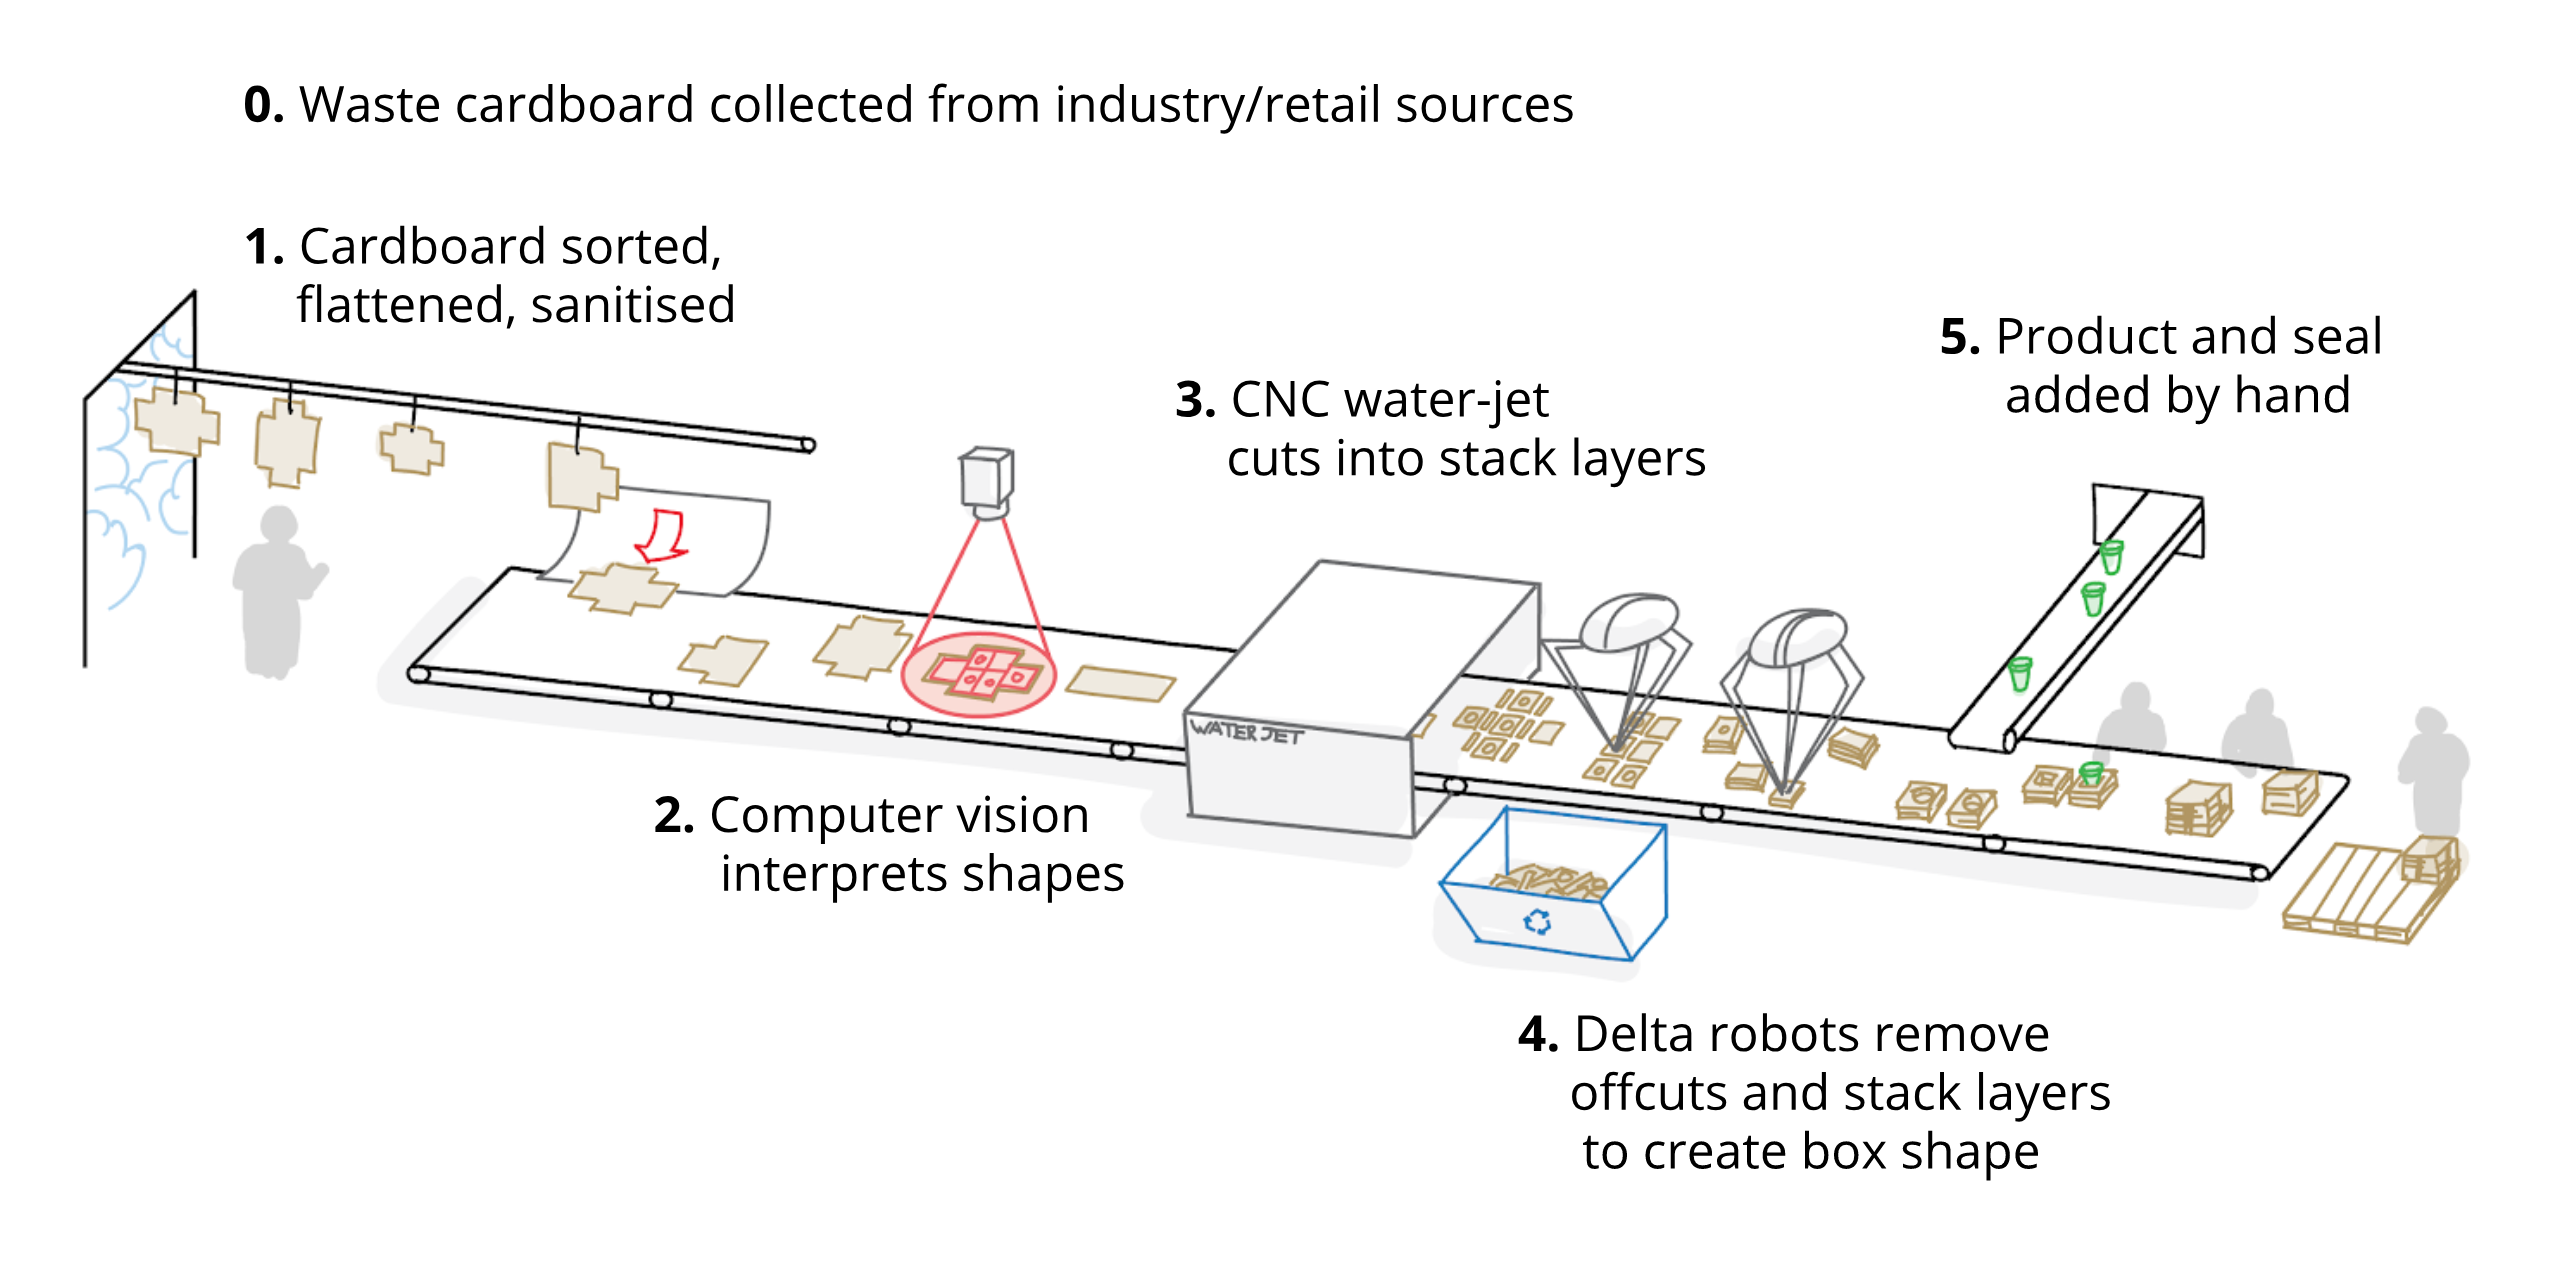 0. Waste cardboard collected from industry/retail sources
1. Cardboard sorted,
flattened, sanitised
5. Product and seal
added by hand
3. CNC water-jet
cuts into stack layers
WATER JET
2. Computer vision
interprets shapes
4. Delta robots remove
offcuts and stack layers
to create box shape